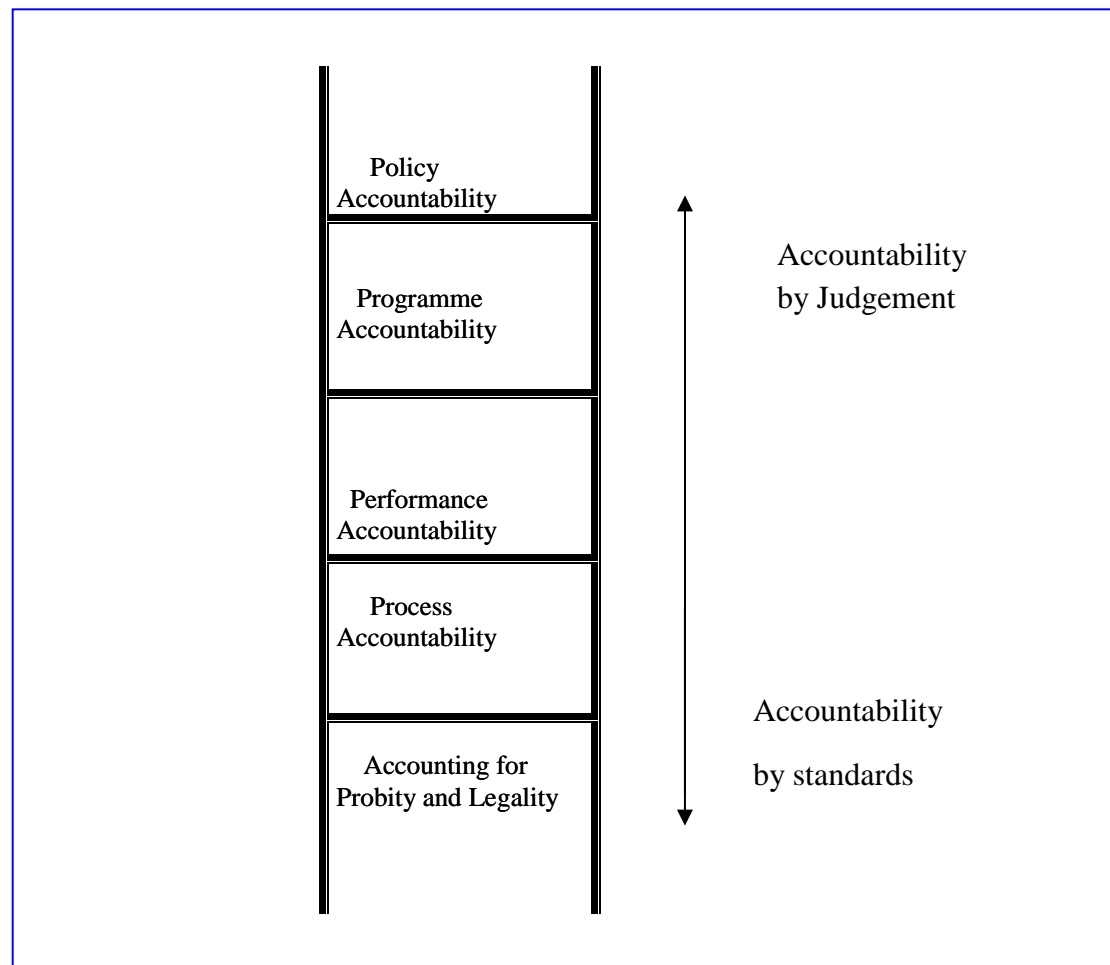 Policy
Accountability
Accountability
by Judgement
Programme
Accountability
Performance
Accountability
Process
Accountability
Accountability
by standards
Accounting for
Probity and Legality